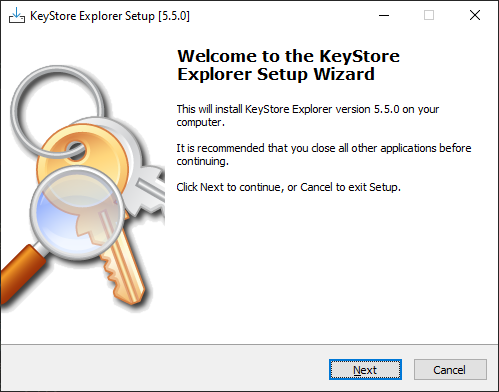 KeyStore Explorer Setup [5.5.0]
Welcome to the KeyStore
Explorer Setup Wizard
This will install KeyStore Explorer version 5.5.0 on your
computer.
It is recommended that you close all other applications before
continuing.
Click Next to continue, or Cancel to exit Setup.
Next
Cancel